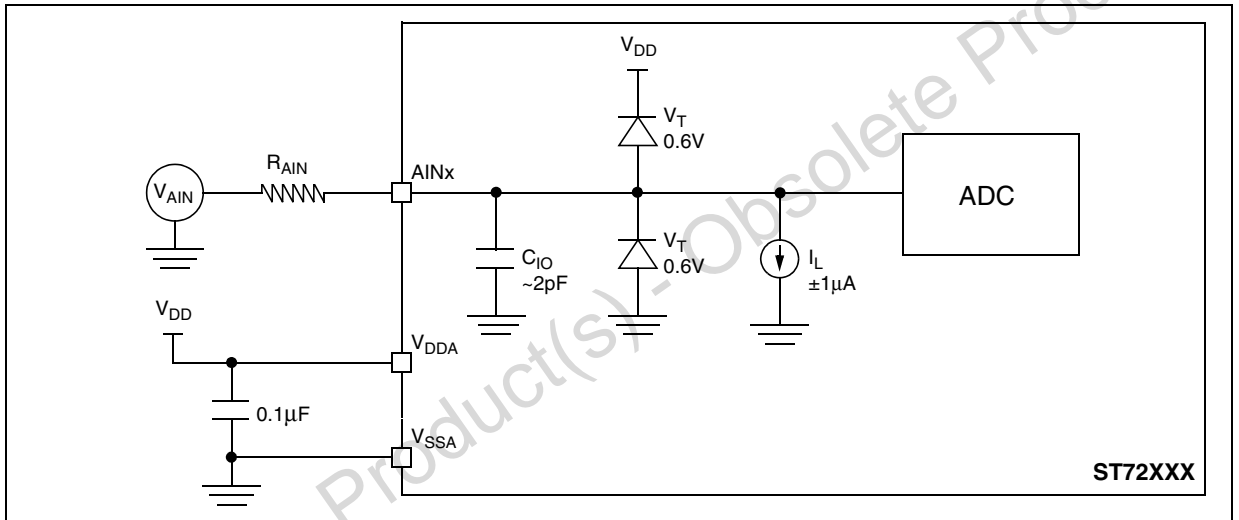 V_DD
V_T
0.6V
R_AIN
AINx
V_AIN
ADC
C_IO
~2pF
V_T
0.6V
I_L
±1µA
V_DD
V_DDA
0.1µF
V_SSA
ST72XXX
Product(s) - Obsolete Pro